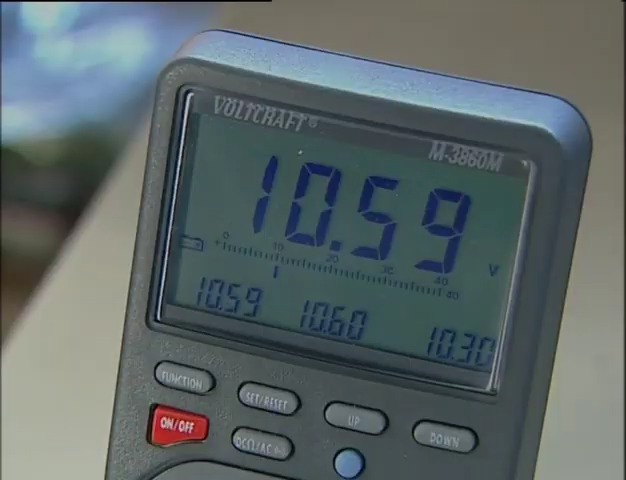 VOLTCRAFT®
M-3860M
10.59
V
0 10 20 30 40
40
10.59 10.60 10.30
FUNCTION SET/RESET UP DOWN
ON/OFF